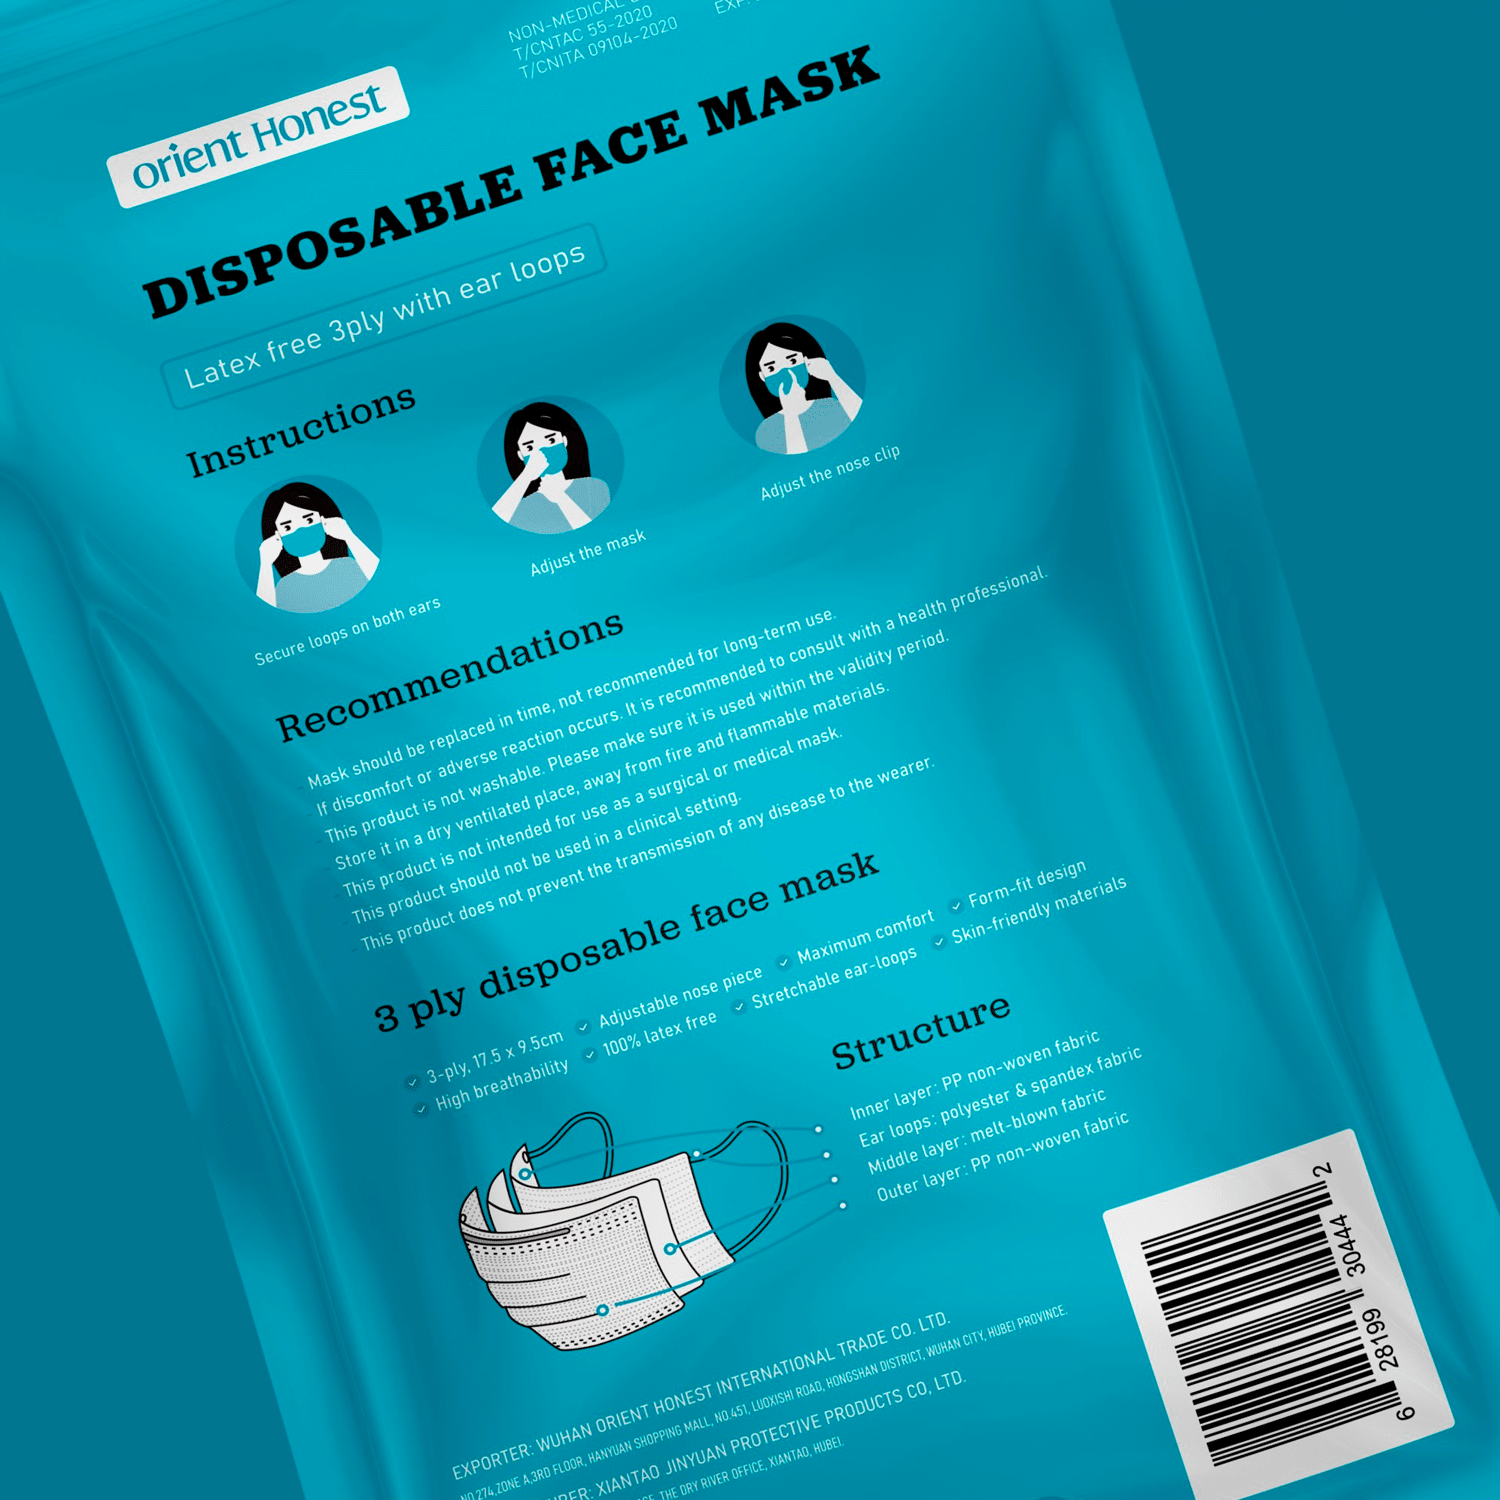 NON-MEDICAL
T/CNTAC 55-2020
T/CNITA 09104-2020
orient Honest
DISPOSABLE FACE MASK
Latex free 3ply with ear loops
Instructions
Secure loops on both ears
Adjust the mask
Adjust the nose clip
Recommendations
Mask should be replaced in time, not recommended for long-term use.
If discomfort or adverse reaction occurs. It is recommended to consult with a health professional.
This product is not washable. Please make sure it is used within the validity period.
Store it in a dry ventilated place, away from fire and flammable materials.
This product is not intended for use as a surgical or medical mask.
This product should not be used in a clinical setting.
This product does not prevent the transmission of any disease to the wearer.
3 ply disposable face mask
3-ply, 17.5 x 9.5cm Adjustable nose piece Maximum comfort Form-fit design
High breathability 100% latex free Stretchable ear-loops Skin-friendly materials
Structure
Inner layer: PP non-woven fabric
Ear loops: polyester & spandex fabric
Middle layer: melt-blown fabric
Outer layer: PP non-woven fabric
EXPORTER: WUHAN ORIENT HONEST INTERNATIONAL TRADE CO. LTD.
NO.274,ZONE A,3RD FLOOR, HANYUAN SHOPPING MALL, NO.451, LUOXISHI ROAD, HONGSHAN DISTRICT, WUHAN CITY, HUBEI PROVINCE.
XIANTAO JINYUAN PROTECTIVE PRODUCTS CO, LTD.
THE DRY RIVER OFFICE, XIANTAO, HUBEI.
6 28199 30444 2